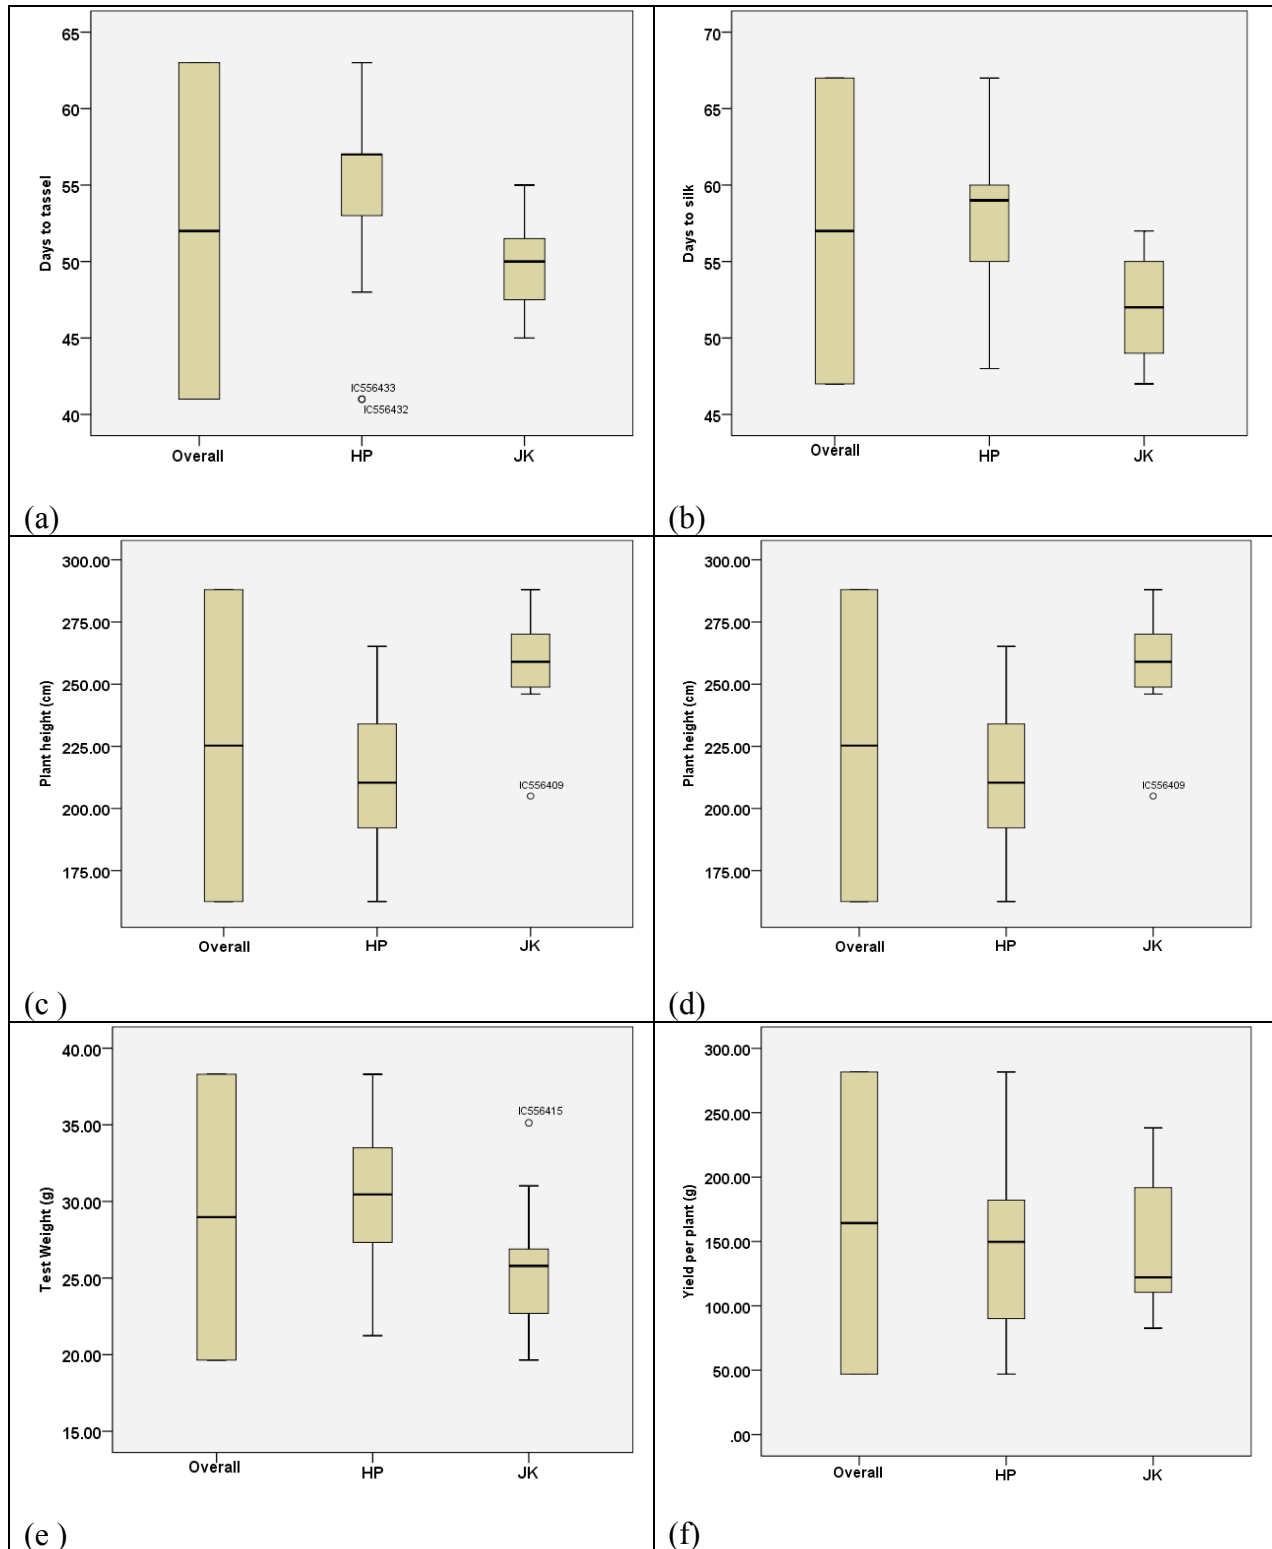 65
60
55
50
45
40
Days to tassel
IC556433
IC556432
Overall
HP
JK
(a)
70
65
60
55
50
45
Days to silk
Overall
HP
JK
(b)
300.00
275.00
250.00
225.00
200.00
175.00
Plant height (cm)
IC556409
Overall
HP
JK
(c )
300.00
275.00
250.00
225.00
200.00
175.00
Plant height (cm)
IC556409
Overall
HP
JK
(d)
40.00
35.00
30.00
25.00
20.00
15.00
Test Weight (g)
IC556415
Overall
HP
JK
(e )
300.00
250.00
200.00
150.00
100.00
50.00
.00
Yield per plant (g)
Overall
HP
JK
(f)